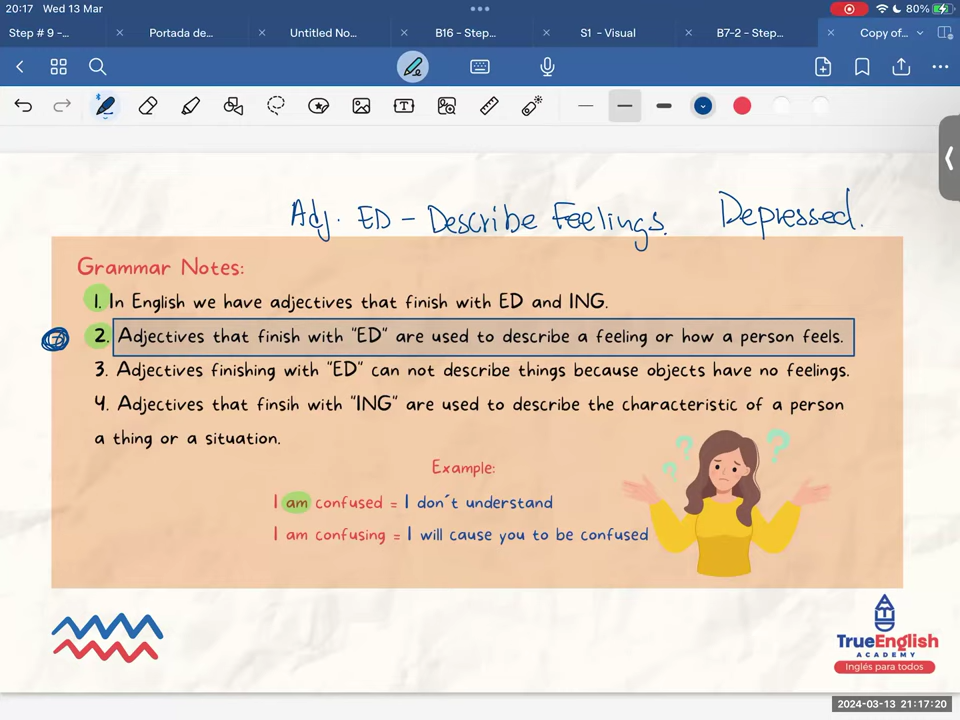 20:17 Wed 13 Mar
80%
Step # 9 -...
Portada de...
Untitled No...
B16 - Step...
S1 - Visual
B7-2 - Step...
Copy of...
Adj. ED - Describe Feelings. Depressed.
Grammar Notes:
1. In English we have adjectives that finish with ED and ING.
2. Adjectives that finish with "ED" are used to describe a feeling or how a person feels.
3. Adjectives finishing with "ED" can not describe things because objects have no feelings.
4. Adjectives that finsih with "ING" are used to describe the characteristic of a person
a thing or a situation.
Example:
I am confused = I don´t understand
I am confusing = I will cause you to be confused
? ? ?
TrueEnglish
ACADEMY
Inglés para todos
2024-03-13 21:17:20